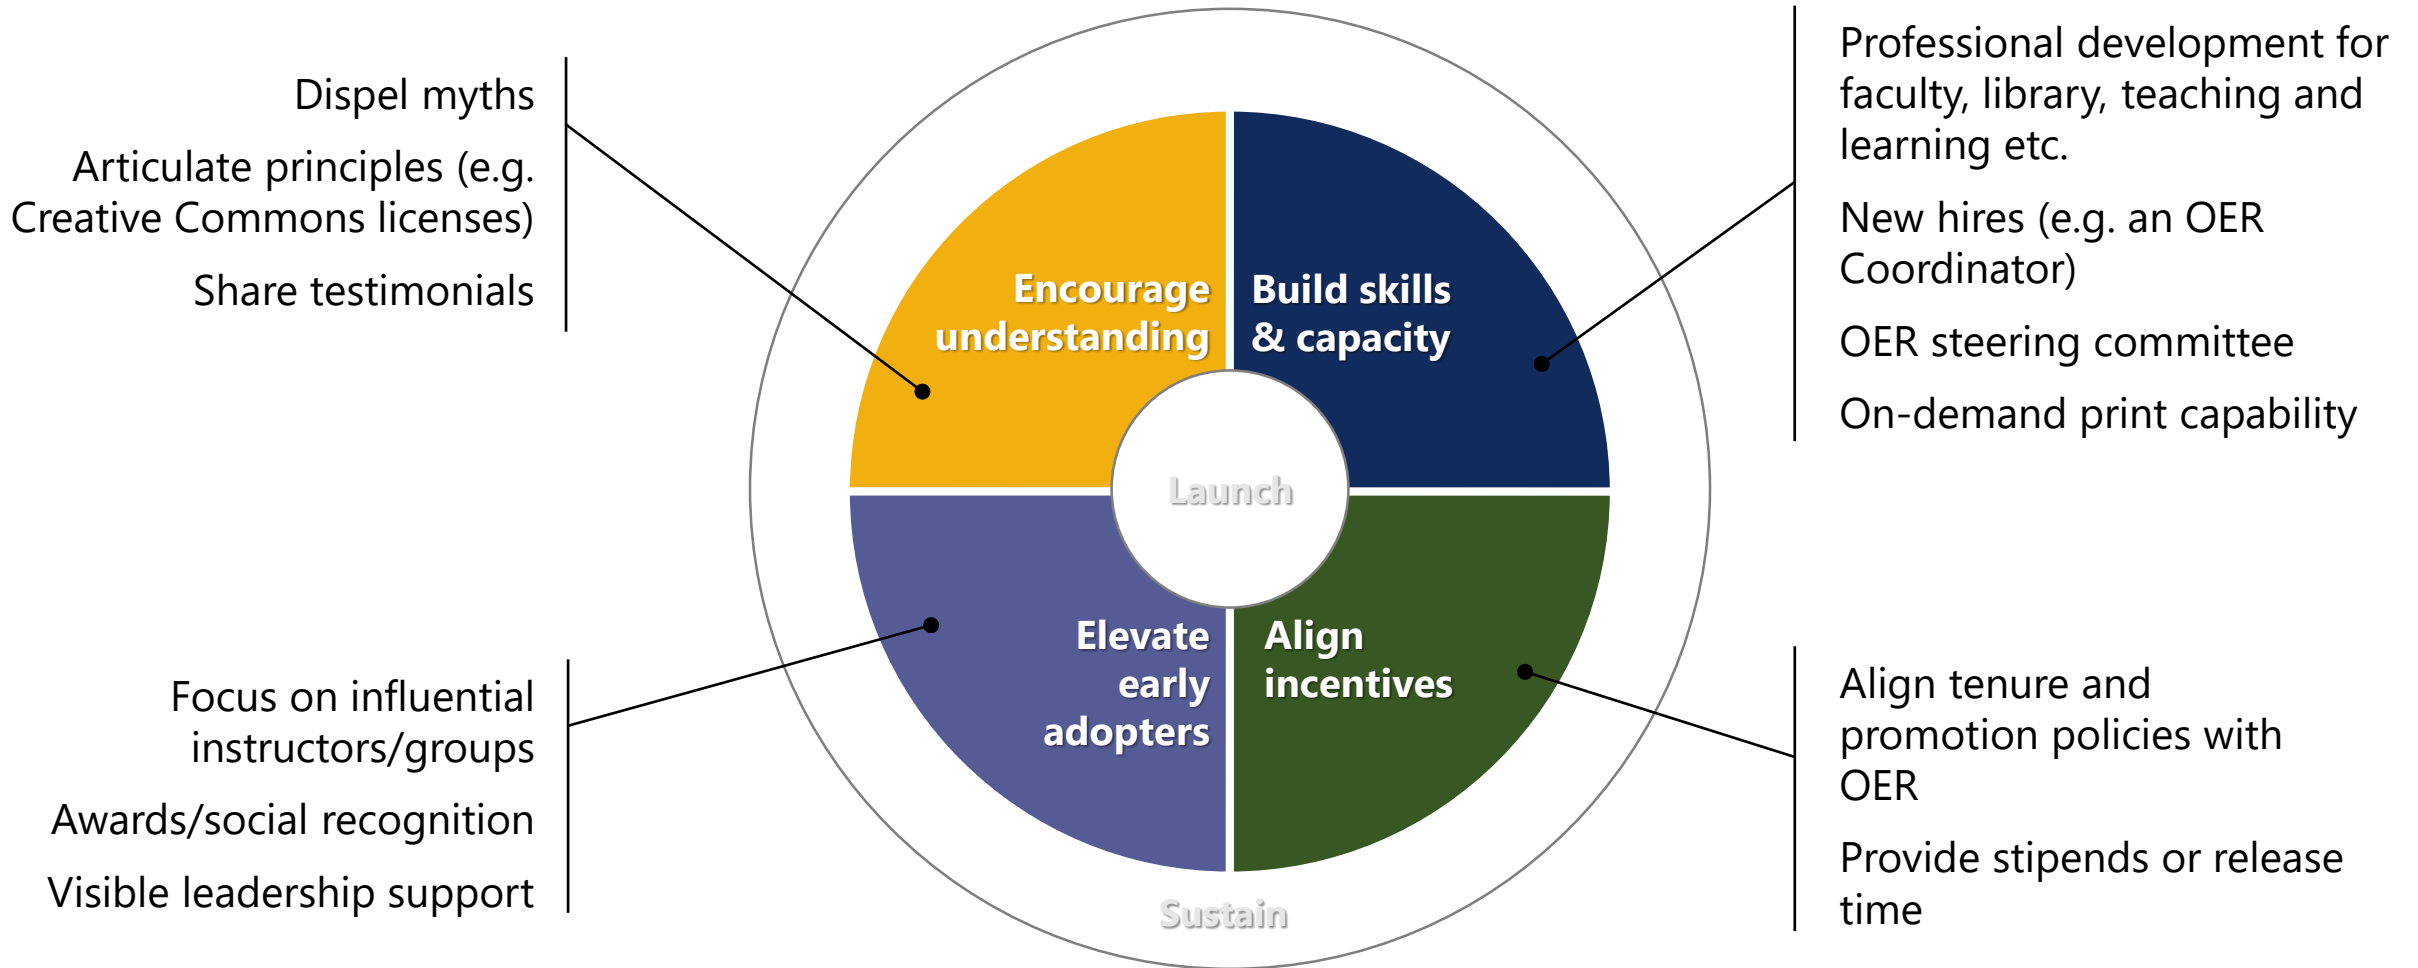 Dispel myths
Articulate principles (e.g.
Creative Commons licenses)
Share testimonials
Encourage
understanding
Build skills
& capacity
Professional development for
faculty, library, teaching and
learning etc.
New hires (e.g. an OER
Coordinator)
OER steering committee
On-demand print capability
Launch
Focus on influential
instructors/groups
Awards/social recognition
Visible leadership support
Elevate
early
adopters
Align
incentives
Align tenure and
promotion policies with
OER
Provide stipends or release
time
Sustain